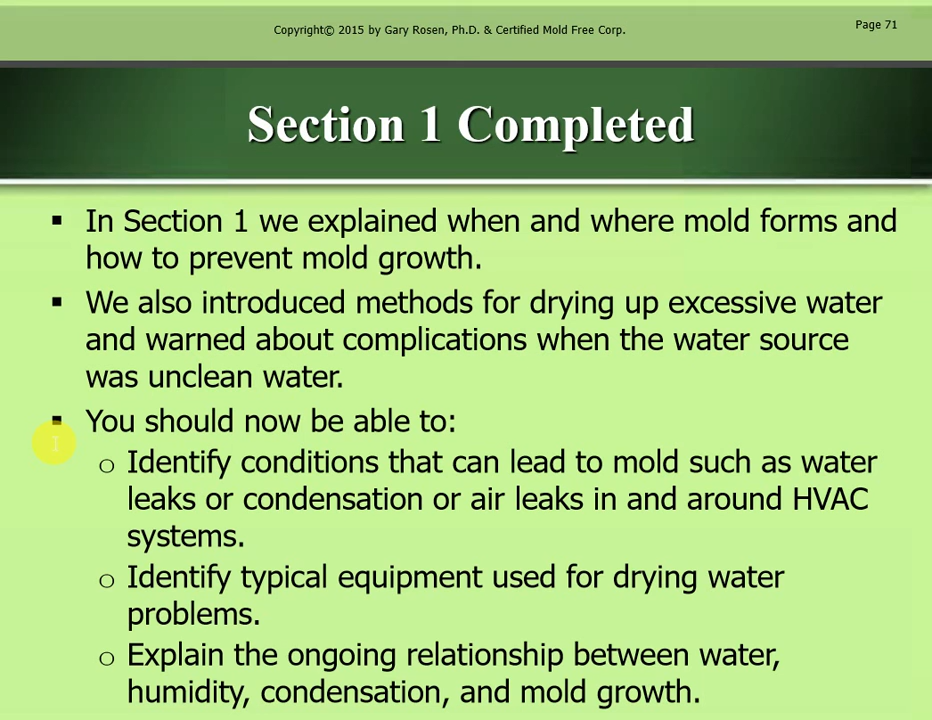 Copyright© 2015 by Gary Rosen, Ph.D. & Certified Mold Free Corp.
Page 71
Section 1 Completed
▪ In Section 1 we explained when and where mold forms and
how to prevent mold growth.
▪ We also introduced methods for drying up excessive water
and warned about complications when the water source
was unclean water.
▪ You should now be able to:
o Identify conditions that can lead to mold such as water
leaks or condensation or air leaks in and around HVAC
systems.
o Identify typical equipment used for drying water
problems.
o Explain the ongoing relationship between water,
humidity, condensation, and mold growth.